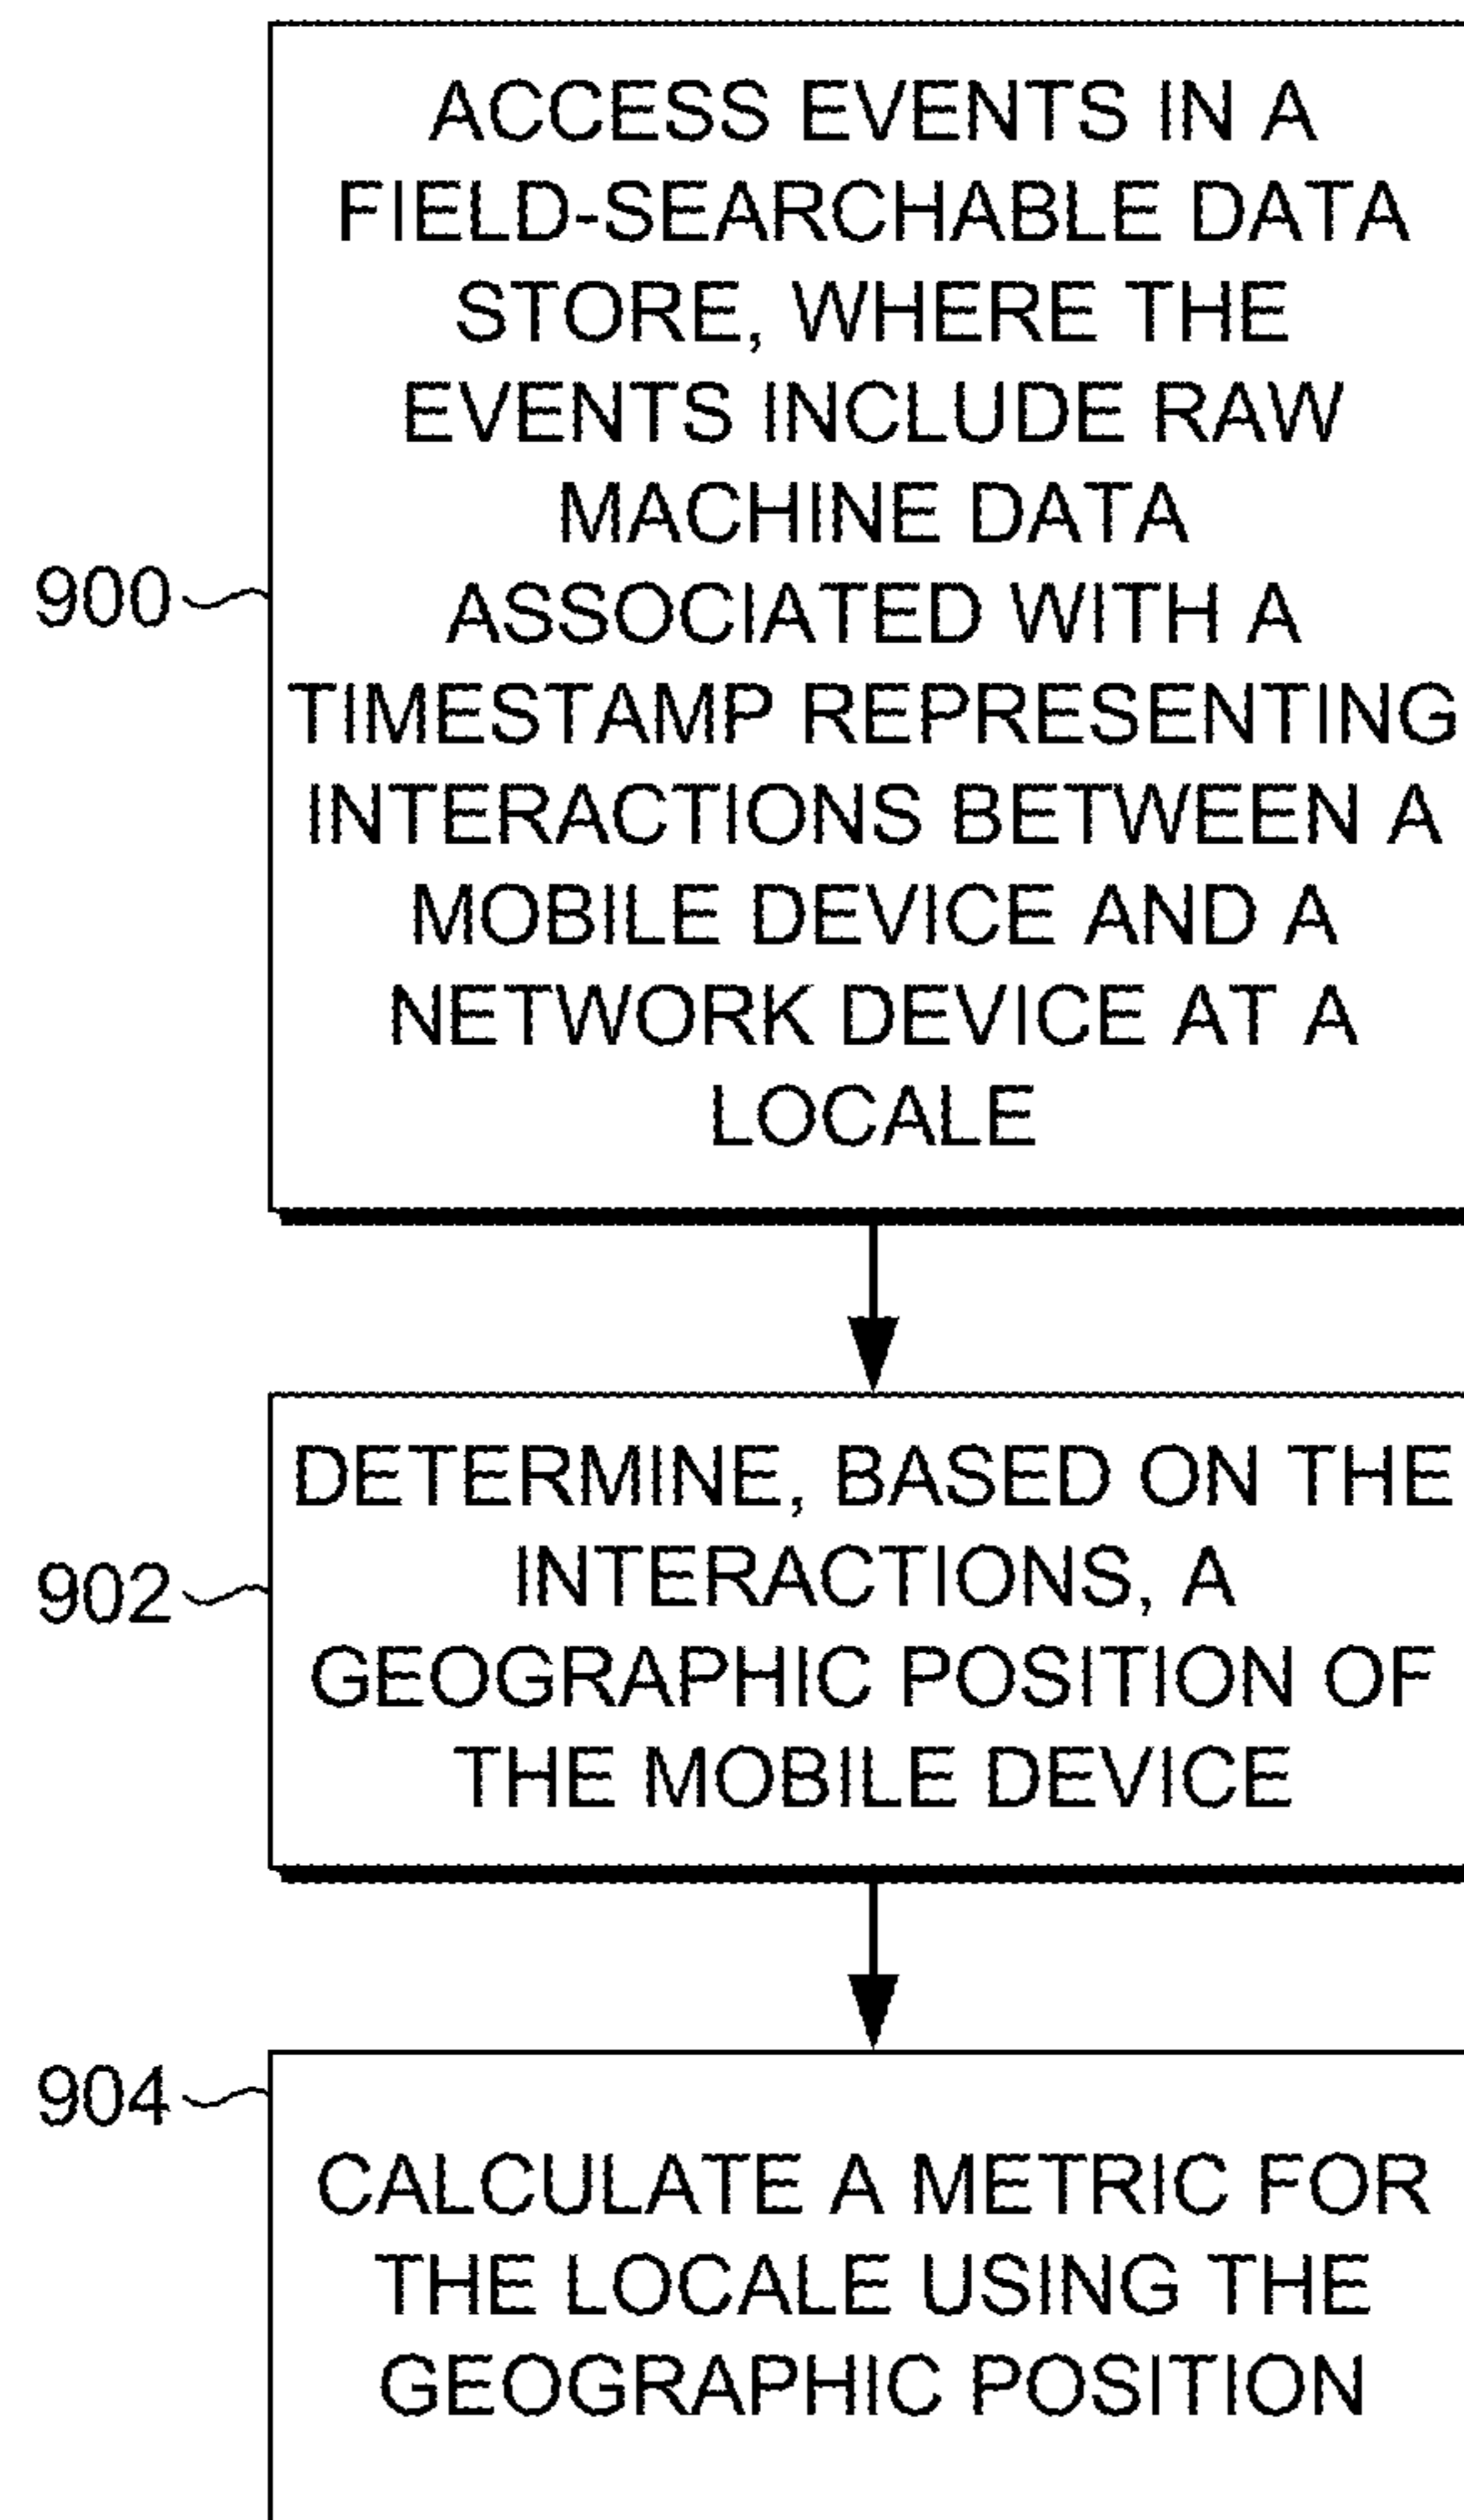 ACCESS EVENTS IN A
FIELD-SEARCHABLE DATA
STORE, WHERE THE
EVENTS INCLUDE RAW
MACHINE DATA
900
ASSOCIATED WITH A
TIMESTAMP REPRESENTING
INTERACTIONS BETWEEN A
MOBILE DEVICE AND A
NETWORK DEVICE AT A
LOCALE
DETERMINE, BASED ON THE
902
INTERACTIONS, A
GEOGRAPHIC POSITION OF
THE MOBILE DEVICE
904
CALCULATE A METRIC FOR
THE LOCALE USING THE
GEOGRAPHIC POSITION